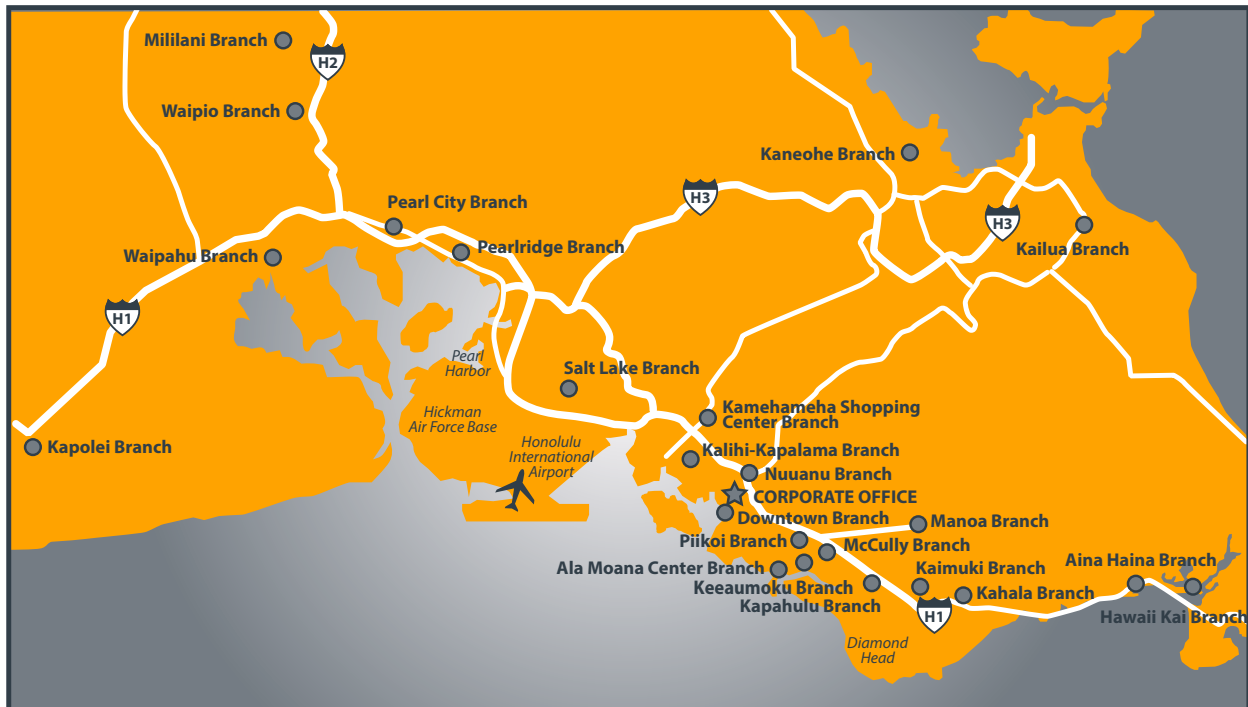 Mililani Branch
H2
Waipio Branch
Kaneohe Branch
H3
Pearl City Branch
H3
Pearlridge Branch
Kailua Branch
Waipahu Branch
H1
Pearl
Harbor
Salt Lake Branch
Kamehameha Shopping
Center Branch
Hickman
Air Force Base
Honolulu
International
Airport
Kapolei Branch
Kalihi-Kapalama Branch
Nuuanu Branch
CORPORATE OFFICE
Downtown Branch
Manoa Branch
Piikoi Branch
McCully Branch
Ala Moana Center Branch
Kaimuki Branch
Aina Haina Branch
Keeaumoku Branch
Kahala Branch
Kapahulu Branch
H1
Hawaii Kai Branch
Diamond
Head